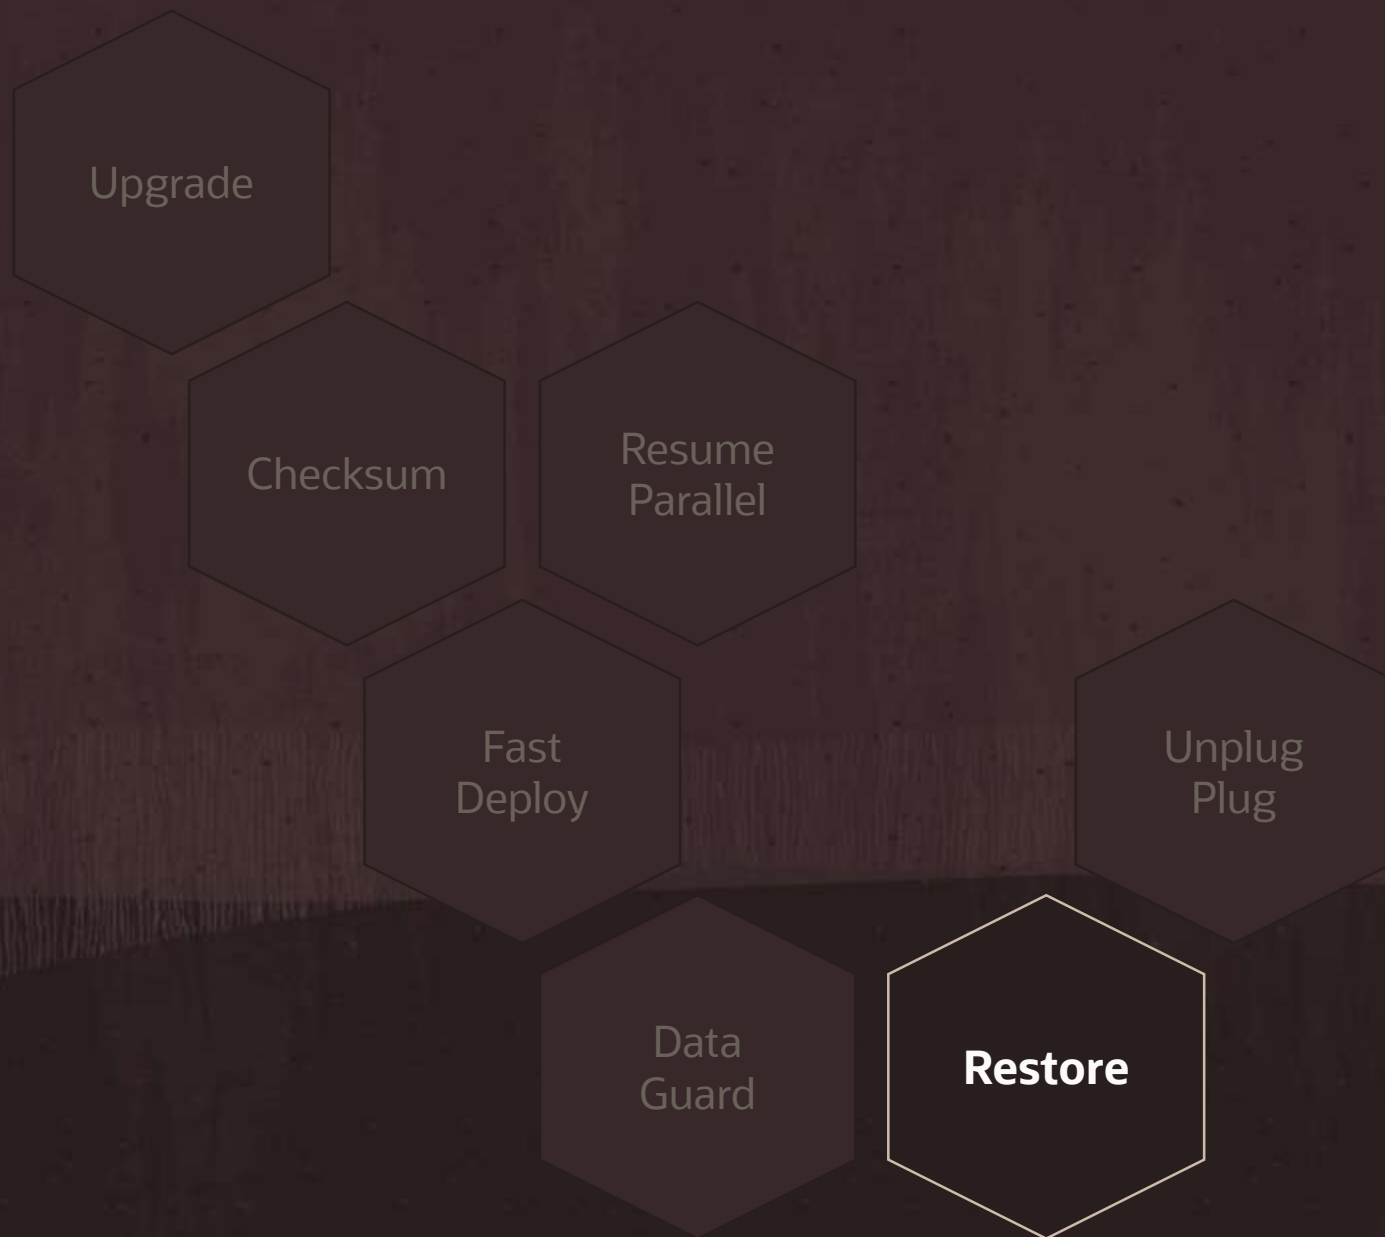 Upgrade
Checksum
Resume
Parallel
Fast
Deploy
Unplug
Plug
Data
Guard
Restore